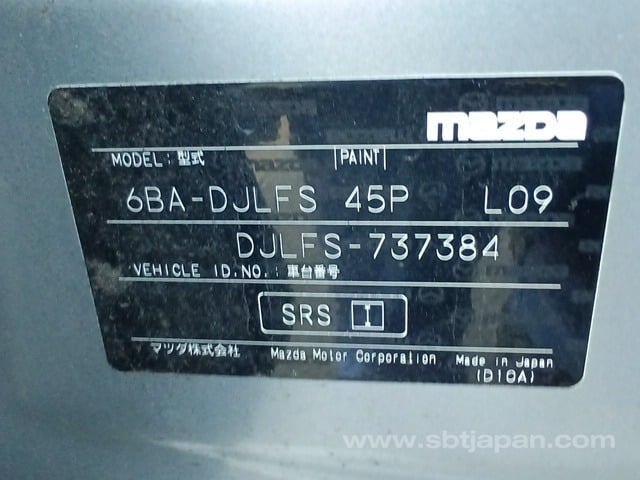 mazda
MODEL: 型式 PAINT
6BA-DJLFS 45P L09
DJLFS-737384
VEHICLE ID.NO.: 車台番号
SRS I
マツダ株式会社 Mazda Motor Corporation Made in Japan
(D10A)
www.sbtjapan.com